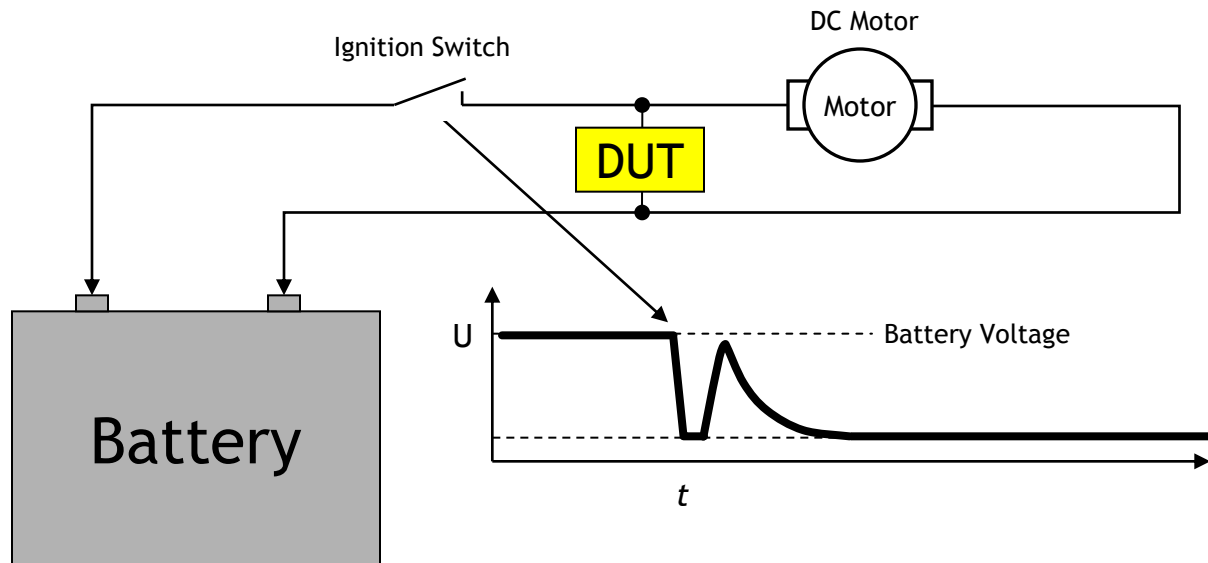 DC Motor
Ignition Switch
Motor
DUT
U
Battery Voltage
Battery
t